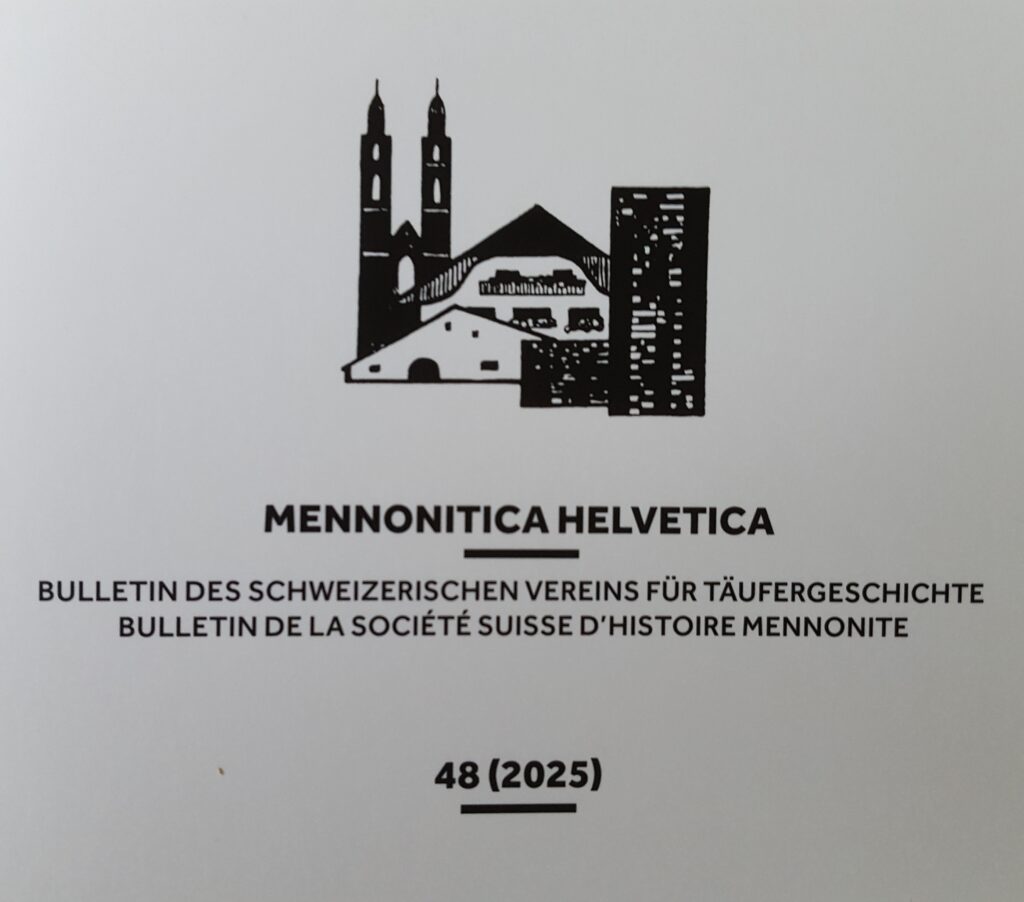 MENNONITICA HELVETICA
BULLETIN DES SCHWEIZERISCHEN VEREINS FÜR TÄUFERGESCHICHTE
BULLETIN DE LA SOCIÉTÉ SUISSE D'HISTOIRE MENNONITE
48 (2025)